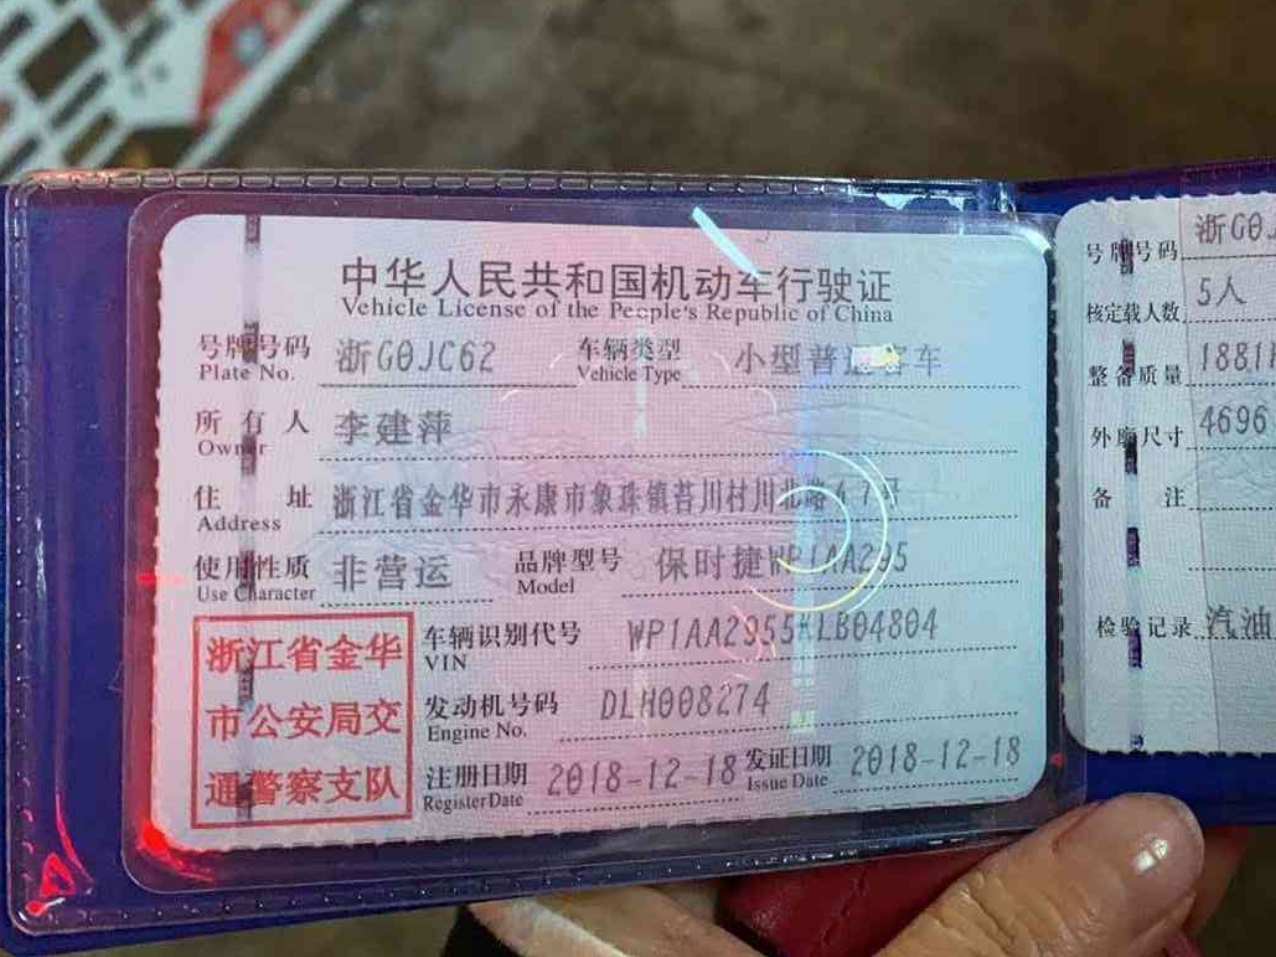 中华人民共和国机动车行驶证
Vehicle License of the People's Republic of China
号牌号码 浙G0JC62 车辆类型 小型普通客车
Plate No. Vehicle Type
所有人 李建萍
Owner
住址 浙江省金华市永康市象珠镇苔川村川北路67号
Address
使用性质 非营运 品牌型号 保时捷WP1AA295
Use Character Model
浙江省金华
市公安局交
通警察支队
车辆识别代号 WP1AA2955KLB04804
VIN
发动机号码 DLH008274
Engine No.
注册日期 2018-12-18 发证日期 2018-12-18
Register Date Issue Date
号牌号码 浙G0J
核定载人数 5人
整备质量 1881
外廓尺寸 4696
备注
检验记录 汽油